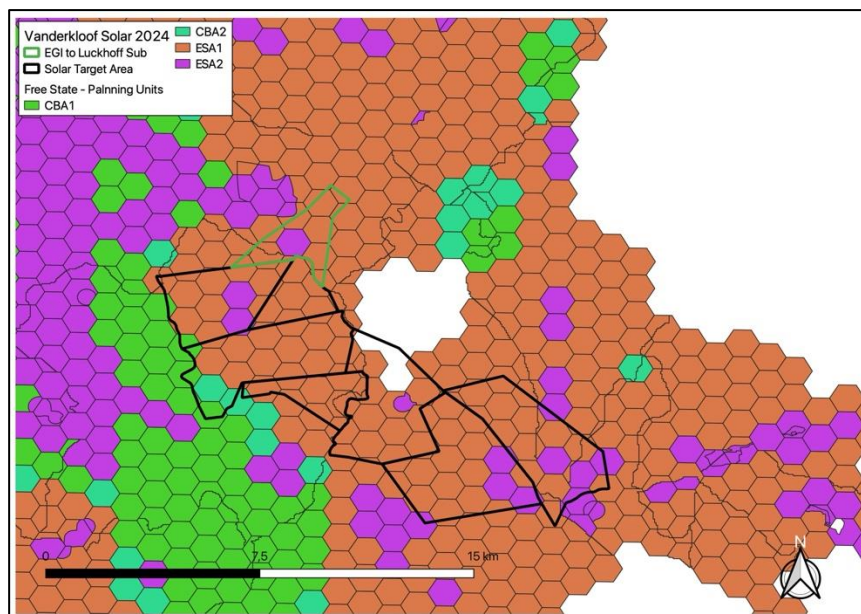 Vanderkloof Solar 2024
EGI to Luckhoff Sub
Solar Target Area
Free State - Palnning Units
CBA1
CBA2
ESA1
ESA2
0
7.5
15 km
N